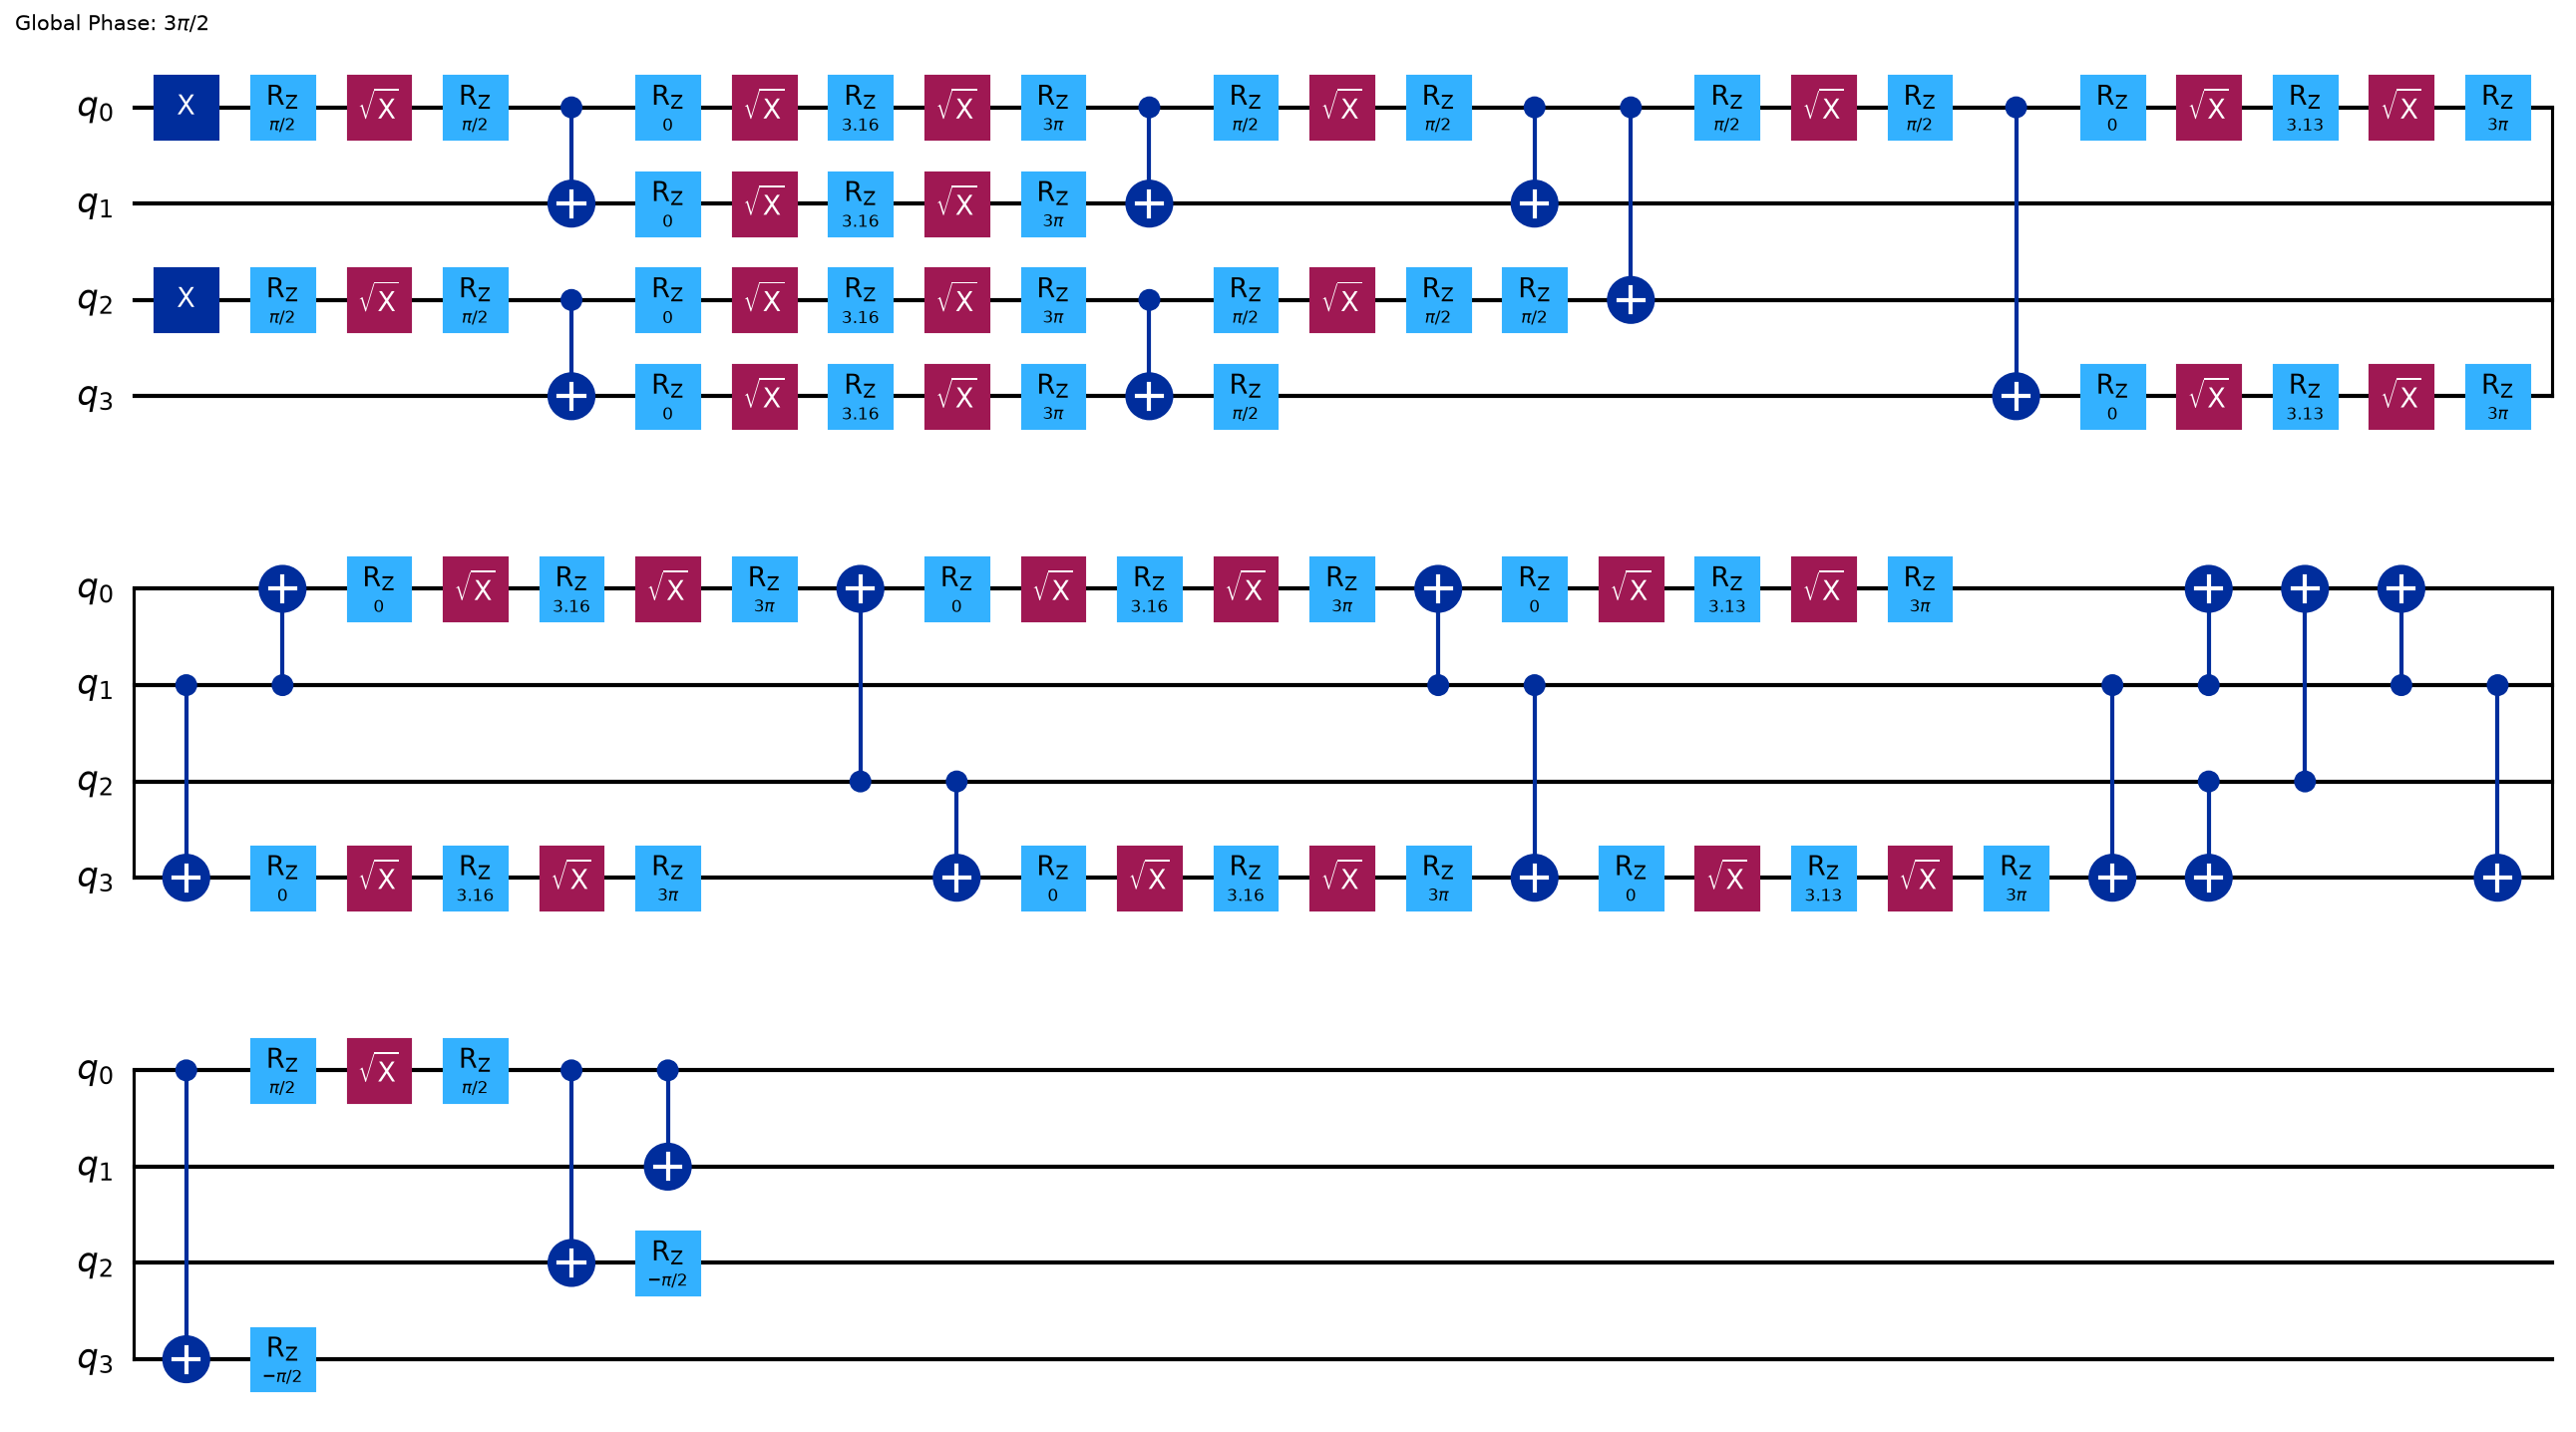 Global Phase: 3π/2
q0 X RZ √X RZ RZ √X RZ √X RZ RZ √X RZ RZ √X RZ RZ √X RZ √X RZ
π/2 π/2 0 3.16 3π π/2 π/2 π/2 π/2 0 3.13 3π
q1 RZ √X RZ √X RZ
0 3.16 3π
q2 X RZ √X RZ RZ √X RZ √X RZ RZ √X RZ RZ
π/2 π/2 0 3.16 3π π/2 π/2 π/2
q3 RZ √X RZ √X RZ RZ RZ √X RZ √X RZ
0 3.16 3π π/2 0 3.13 3π
q0 RZ √X RZ √X RZ RZ √X RZ √X RZ RZ √X RZ √X RZ
0 3.16 3π 0 3.16 3π 0 3.13 3π
q1
q2
q3 RZ √X RZ √X RZ RZ √X RZ √X RZ RZ √X RZ √X RZ
0 3.16 3π 0 3.16 3π 0 3.13 3π
q0 RZ √X RZ
π/2 π/2
q1
q2 RZ
−π/2
q3 RZ
−π/2